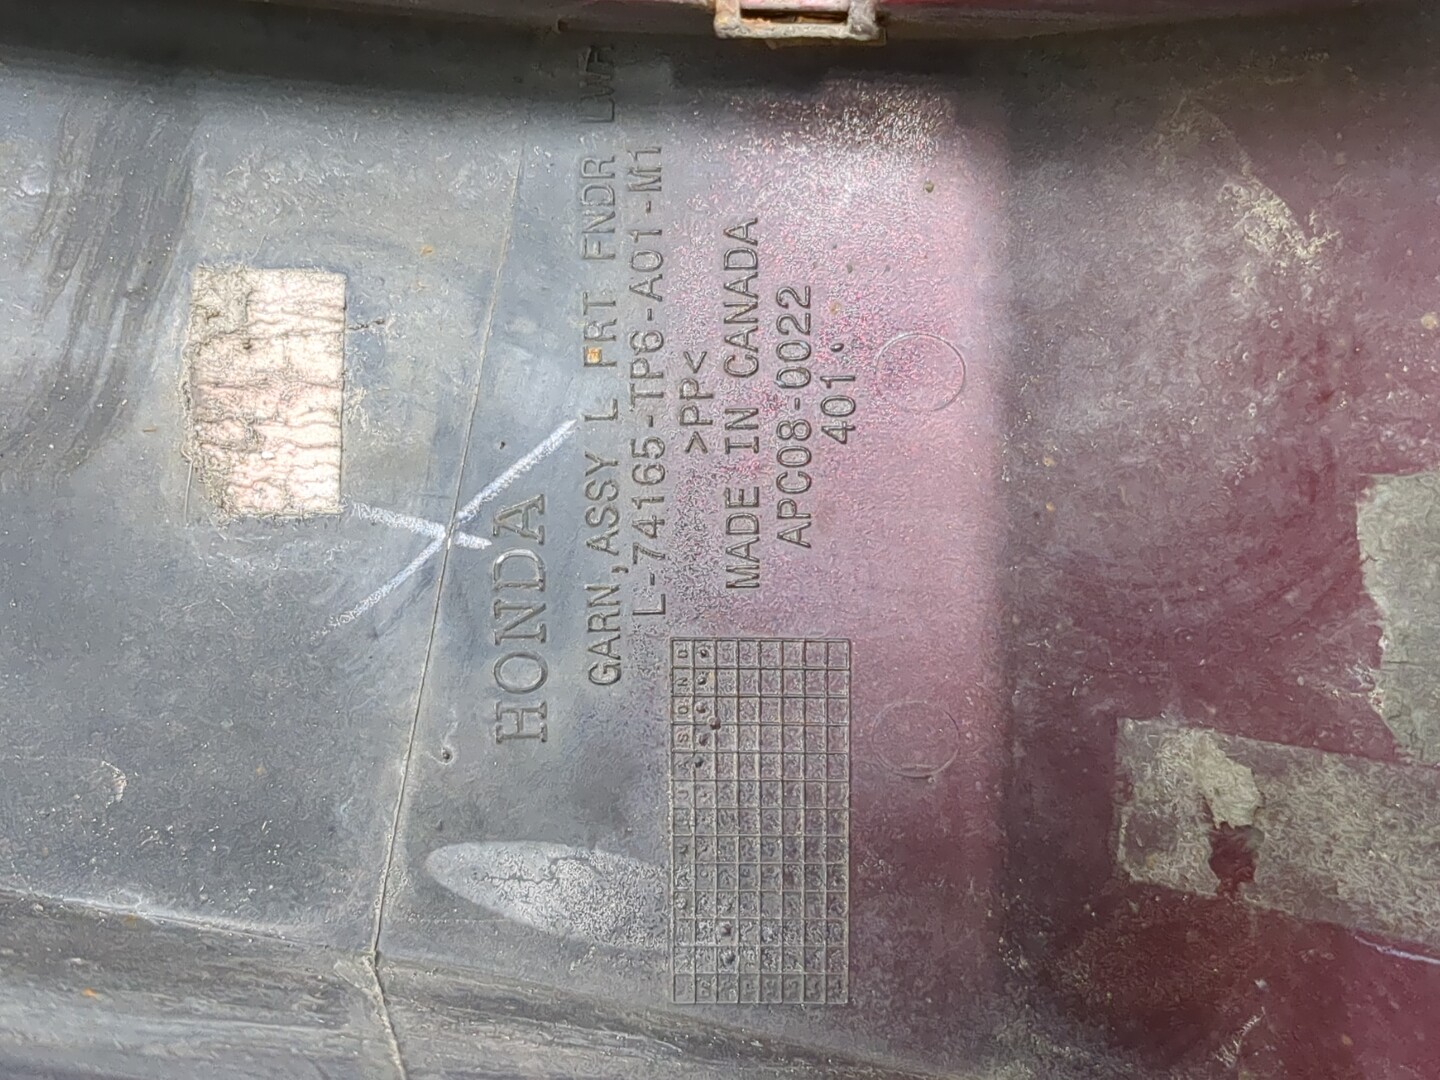 HONDA
GARN,ASSY L FRT FNDR LWR
L-74165-TP6-A01-M1
>PP<
MADE IN CANADA
APC08-0022
401.